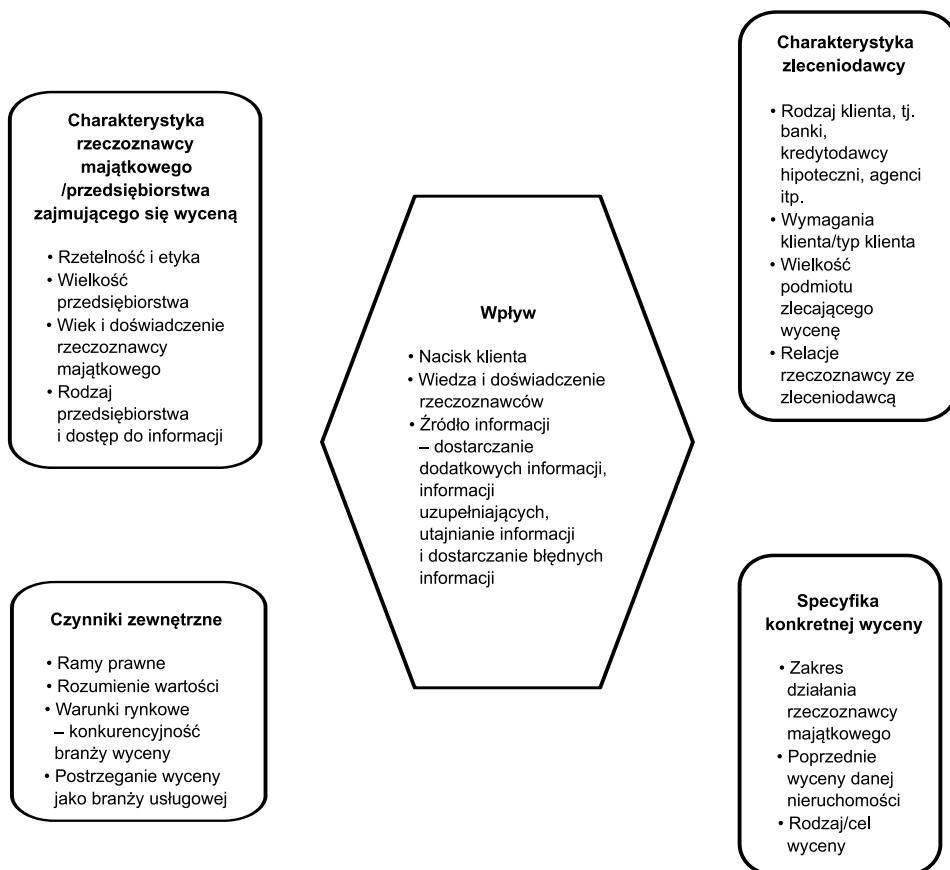 Charakterystyka
rzeczoznawcy
majątkowego
/przedsiębiorstwa
zajmującego się wyceną
• Rzetelność i etyka
• Wielkość
przedsiębiorstwa
• Wiek i doświadczenie
rzeczoznawcy
majątkowego
• Rodzaj
przedsiębiorstwa
i dostęp do informacji
Charakterystyka
zleceniodawcy
• Rodzaj klienta, tj.
banki,
kredytodawcy
hipoteczni, agenci
itp.
• Wymagania
klienta/typ klienta
• Wielkość
podmiotu
zlecającego
wycenę
• Relacje
rzeczoznawcy ze
zleceniodawcą
Wpływ
• Nacisk klienta
• Wiedza i doświadczenie
rzeczoznawców
• Źródło informacji
– dostarczanie
dodatkowych informacji,
informacji
uzupełniających,
utajnianie informacji
i dostarczanie błędnych
informacji
Czynniki zewnętrzne
• Ramy prawne
• Rozumienie wartości
• Warunki rynkowe
– konkurencyjność
branży wyceny
• Postrzeganie wyceny
jako branży usługowej
Specyfika
konkretnej wyceny
• Zakres
działania
rzeczoznawcy
majątkowego
• Poprzednie
wyceny danej
nieruchomości
• Rodzaj/cel
wyceny